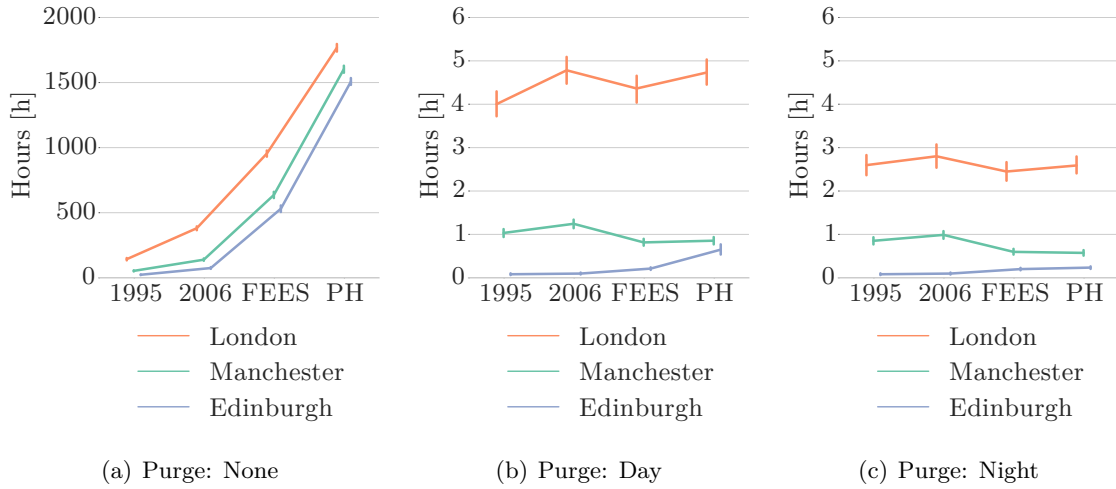 2000
1500
1000
500
0
Hours [h]
1995 2006 FEES PH
London
Manchester
Edinburgh
(a) Purge: None
6
5
4
3
2
1
0
Hours [h]
1995 2006 FEES PH
London
Manchester
Edinburgh
(b) Purge: Day
6
5
4
3
2
1
0
Hours [h]
1995 2006 FEES PH
London
Manchester
Edinburgh
(c) Purge: Night